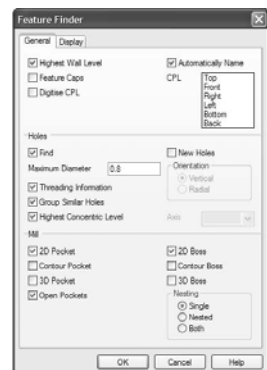 Feature Finder
General Display
Highest Wall Level
Automatically Name
Feature Caps
CPL
Top
Front
Right
Left
Bottom
Back
Digitise CPL
Holes
Find
New Holes
Maximum Diameter 0.8
Orientation
Vertical
Radial
Threading Information
Group Similar Holes
Highest Concentric Level
Axis
Mill
2D Pocket
2D Boss
Contour Pocket
Contour Boss
3D Pocket
3D Boss
Open Pockets
Nesting
Single
Nested
Both
OK Cancel Help